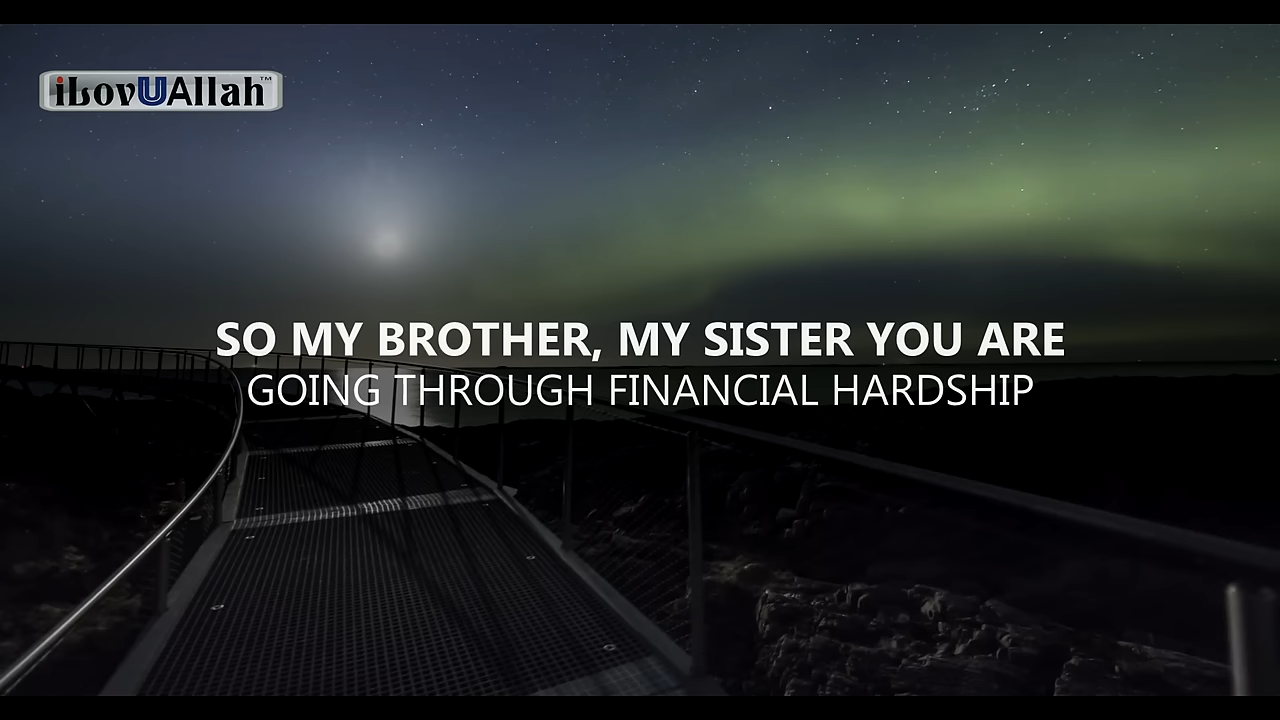 iLovUAllah™
SO MY BROTHER, MY SISTER YOU ARE
GOING THROUGH FINANCIAL HARDSHIP